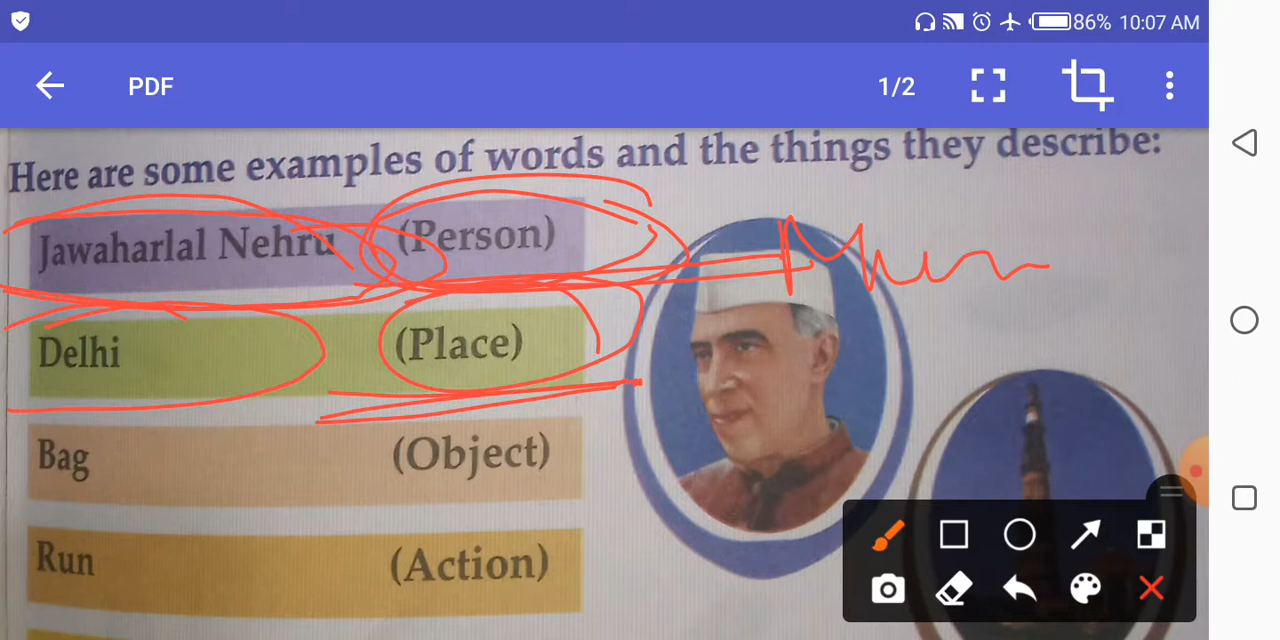 86% 10:07 AM
PDF 1/2
Here are some examples of words and the things they describe:
Jawaharlal Nehru (Person)
Delhi (Place)
Bag (Object)
Run (Action)